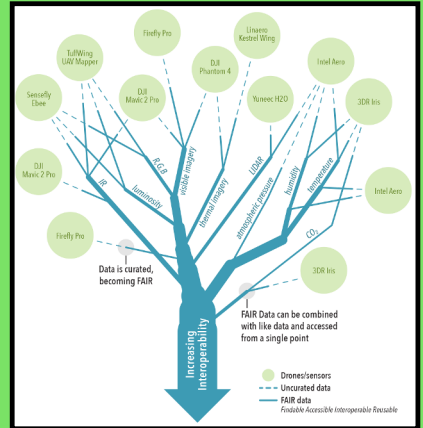 Firefly Pro
Linaero
Kestrel Wing
TuffWing
UAV Mapper
DJI
Phantom 4
Intel Aero
Sensefly
Ebee
DJI
Mavic 2 Pro
Yuneec H2O
3DR Iris
DJI
Mavic 2 Pro
Intel Aero
Firefly Pro
3DR Iris
IR
luminosity
R,G,B
visible imagery
thermal imagery
LIDAR
atmospheric pressure
humidity
temperature
CO2
Data is curated,
becoming FAIR
FAIR Data can be combined
with like data and accessed
from a single point
Increasing
Interoperability
Drones/sensors
Uncurated data
FAIR data
Findable Accessible Interoperable Reusable